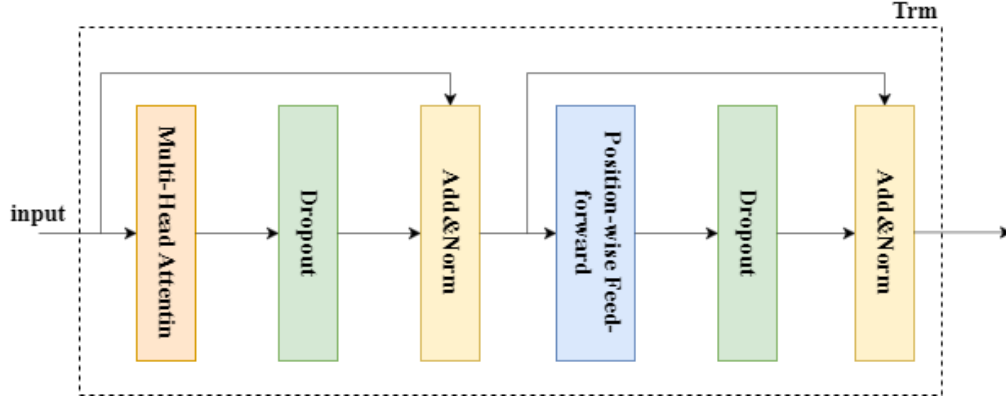 Trm
input
Multi-Head Attentin
Dropout
Add&Norm
Position-wise Feed-
forward
Dropout
Add&Norm